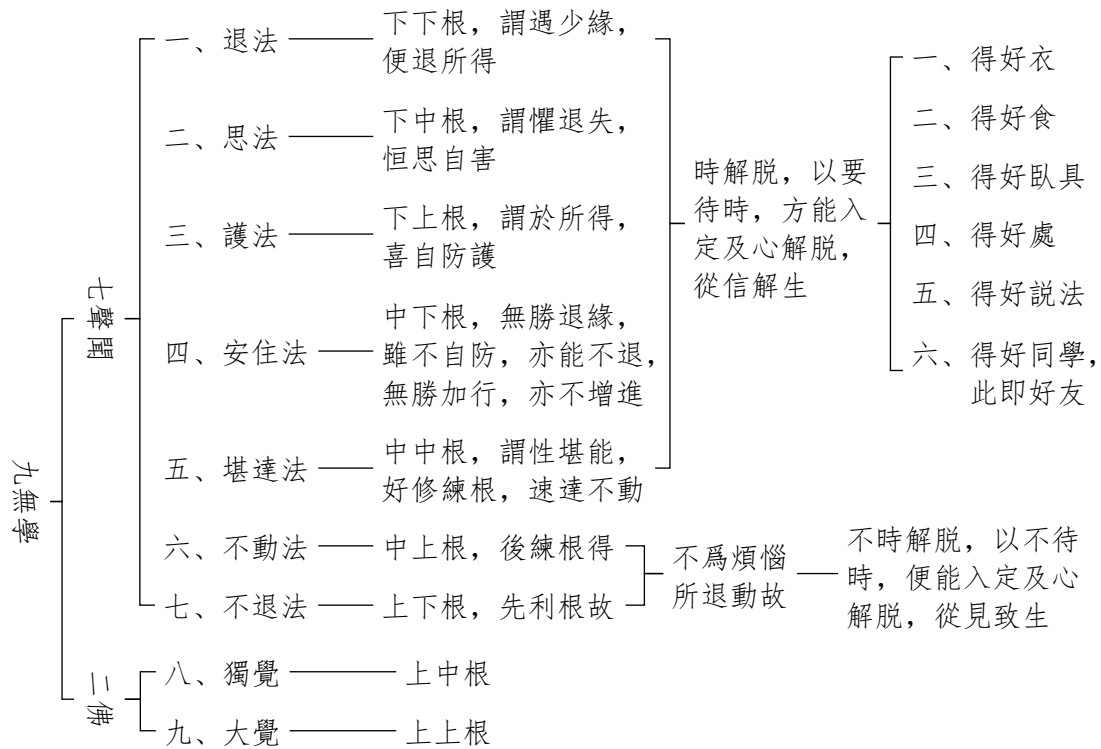 九無學
七聲聞
一、退法
下下根，謂遇少緣，
便退所得
二、思法
下中根，謂懼退失，
恒思自害
三、護法
下上根，謂於所得，
喜自防護
四、安住法
中下根，無勝退緣，
雖不自防，亦能不退，
無勝加行，亦不增進
五、堪達法
中中根，謂性堪能，
好修練根，速達不動
時解脱，以要
待時，方能入
定及心解脱，
從信解生
一、得好衣
二、得好食
三、得好臥具
四、得好處
五、得好説法
六、得好同學，
此即好友
六、不動法
中上根，後練根得
七、不退法
上下根，先利根故
不爲煩惱
所退動故
不時解脱，以不待
時，便能入定及心
解脱，從見致生
二佛
八、獨覺
上中根
九、大覺
上上根